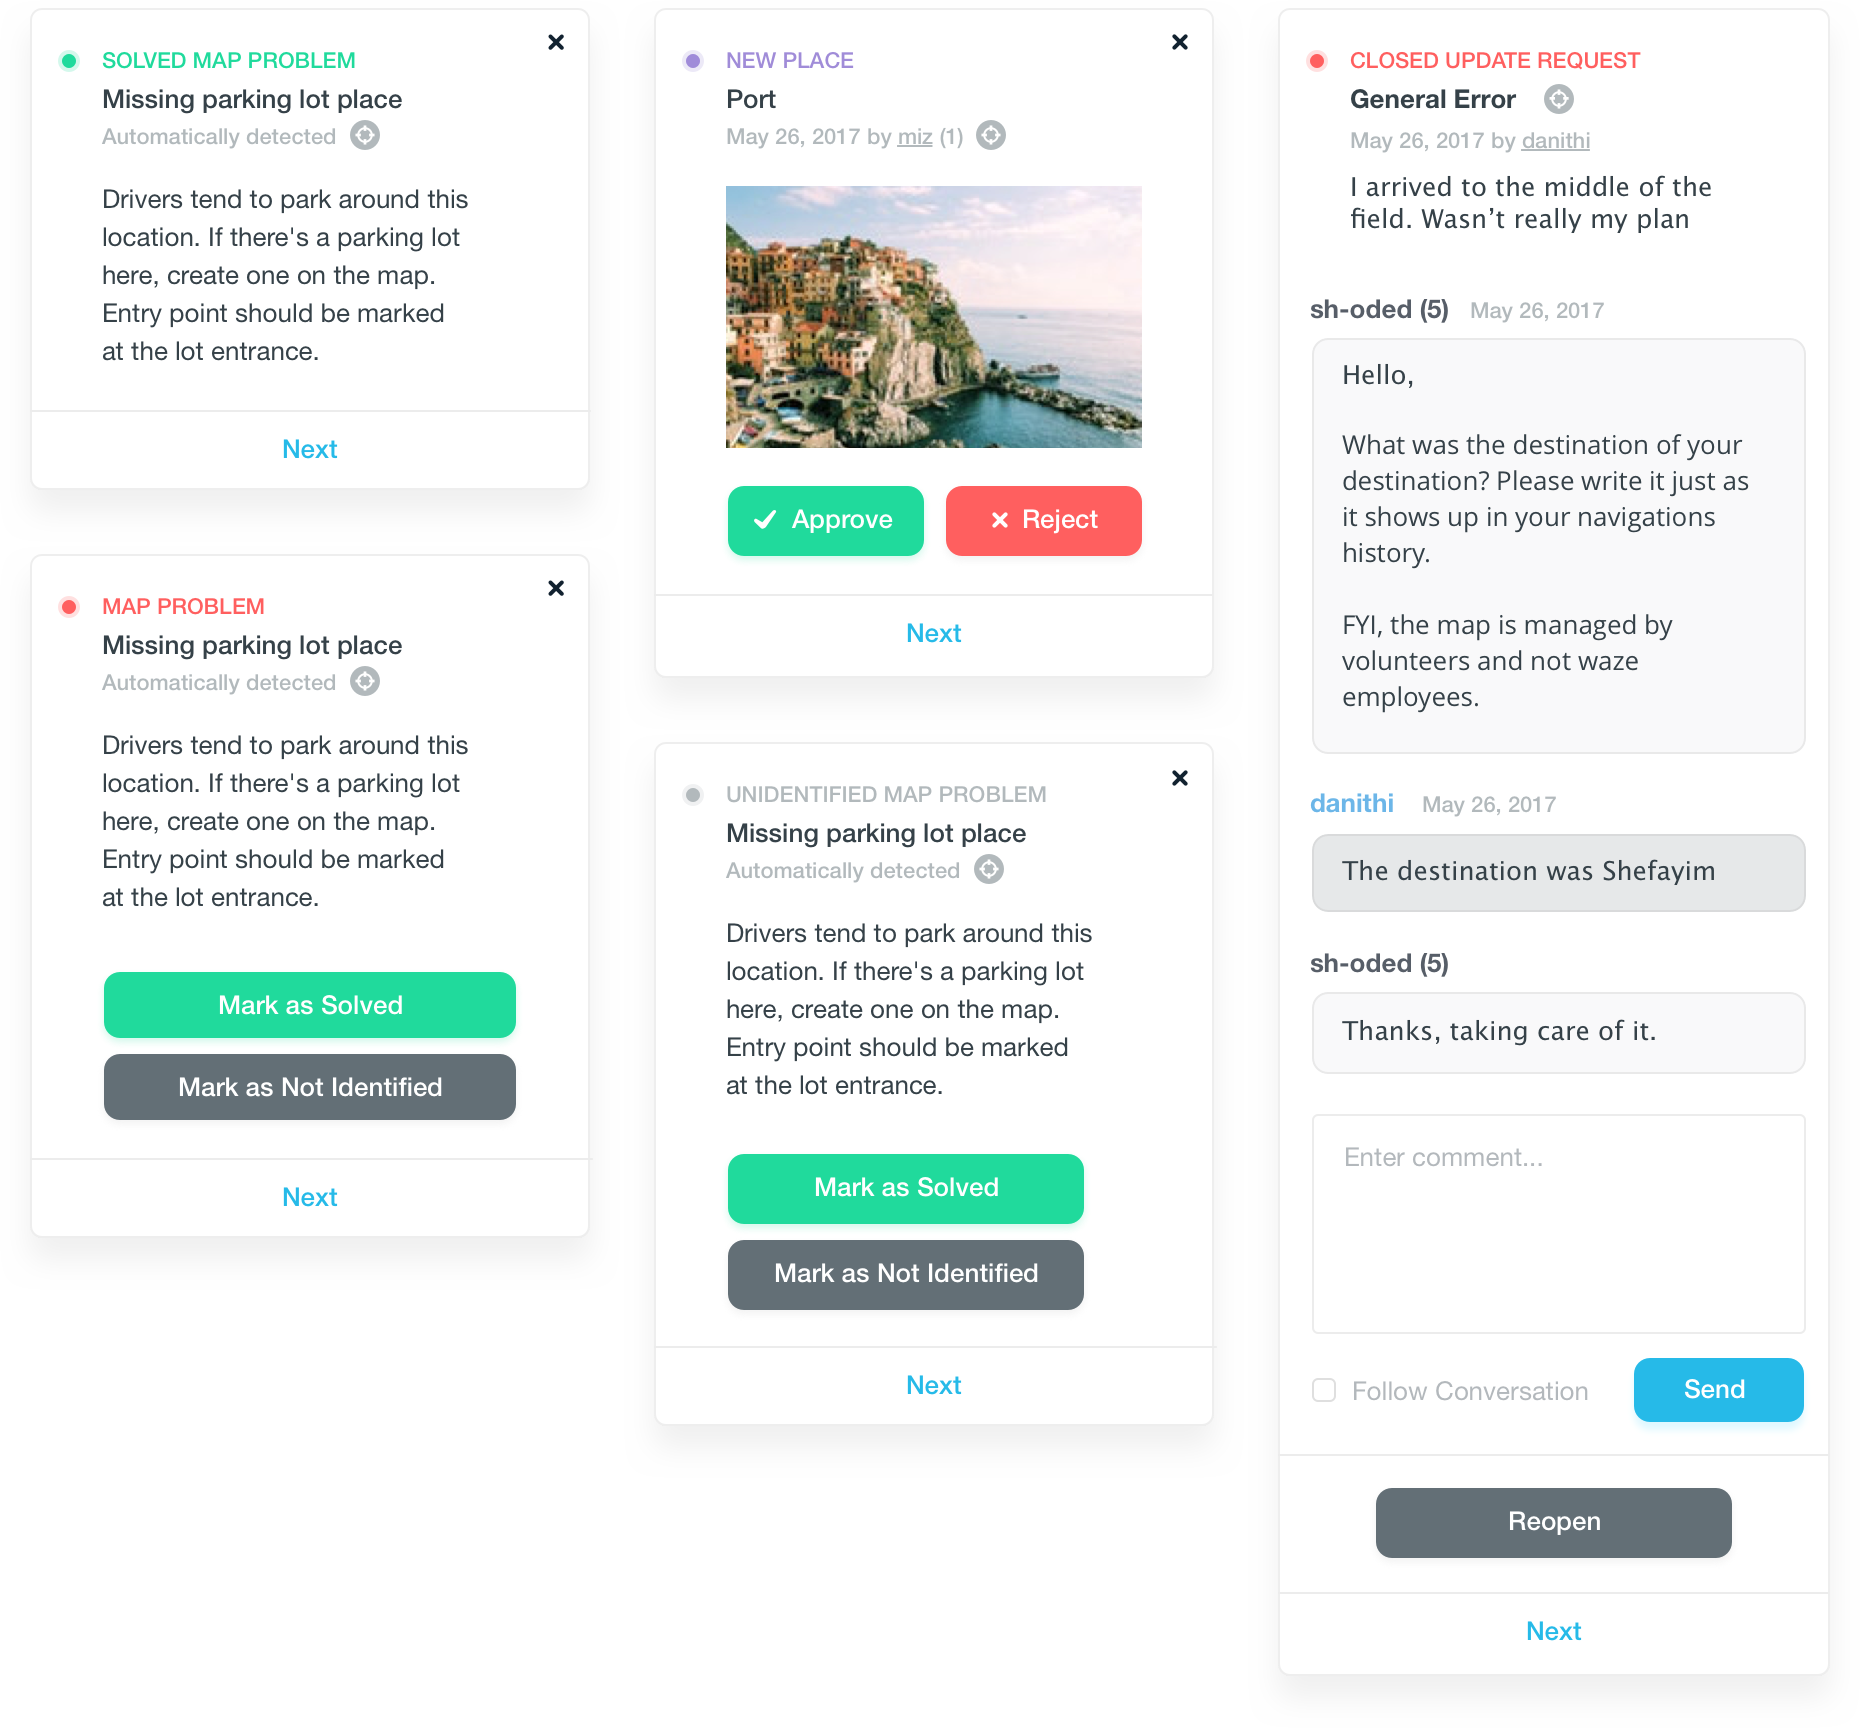 SOLVED MAP PROBLEM
Missing parking lot place
Automatically detected
Drivers tend to park around this
location. If there's a parking lot
here, create one on the map.
Entry point should be marked
at the lot entrance.
Next
MAP PROBLEM
Missing parking lot place
Automatically detected
Drivers tend to park around this
location. If there's a parking lot
here, create one on the map.
Entry point should be marked
at the lot entrance.
Mark as Solved
Mark as Not Identified
Next
NEW PLACE
Port
May 26, 2017 by miz (1)
Approve
Reject
Next
UNIDENTIFIED MAP PROBLEM
Missing parking lot place
Automatically detected
Drivers tend to park around this
location. If there's a parking lot
here, create one on the map.
Entry point should be marked
at the lot entrance.
Mark as Solved
Mark as Not Identified
Next
CLOSED UPDATE REQUEST
General Error
May 26, 2017 by danithi
I arrived to the middle of the
field. Wasn’t really my plan
sh-oded (5) May 26, 2017
Hello,
What was the destination of your
destination? Please write it just as
it shows up in your navigations
history.
FYI, the map is managed by
volunteers and not waze
employees.
danithi May 26, 2017
The destination was Shefayim
sh-oded (5)
Thanks, taking care of it.
Enter comment...
Follow Conversation
Send
Reopen
Next